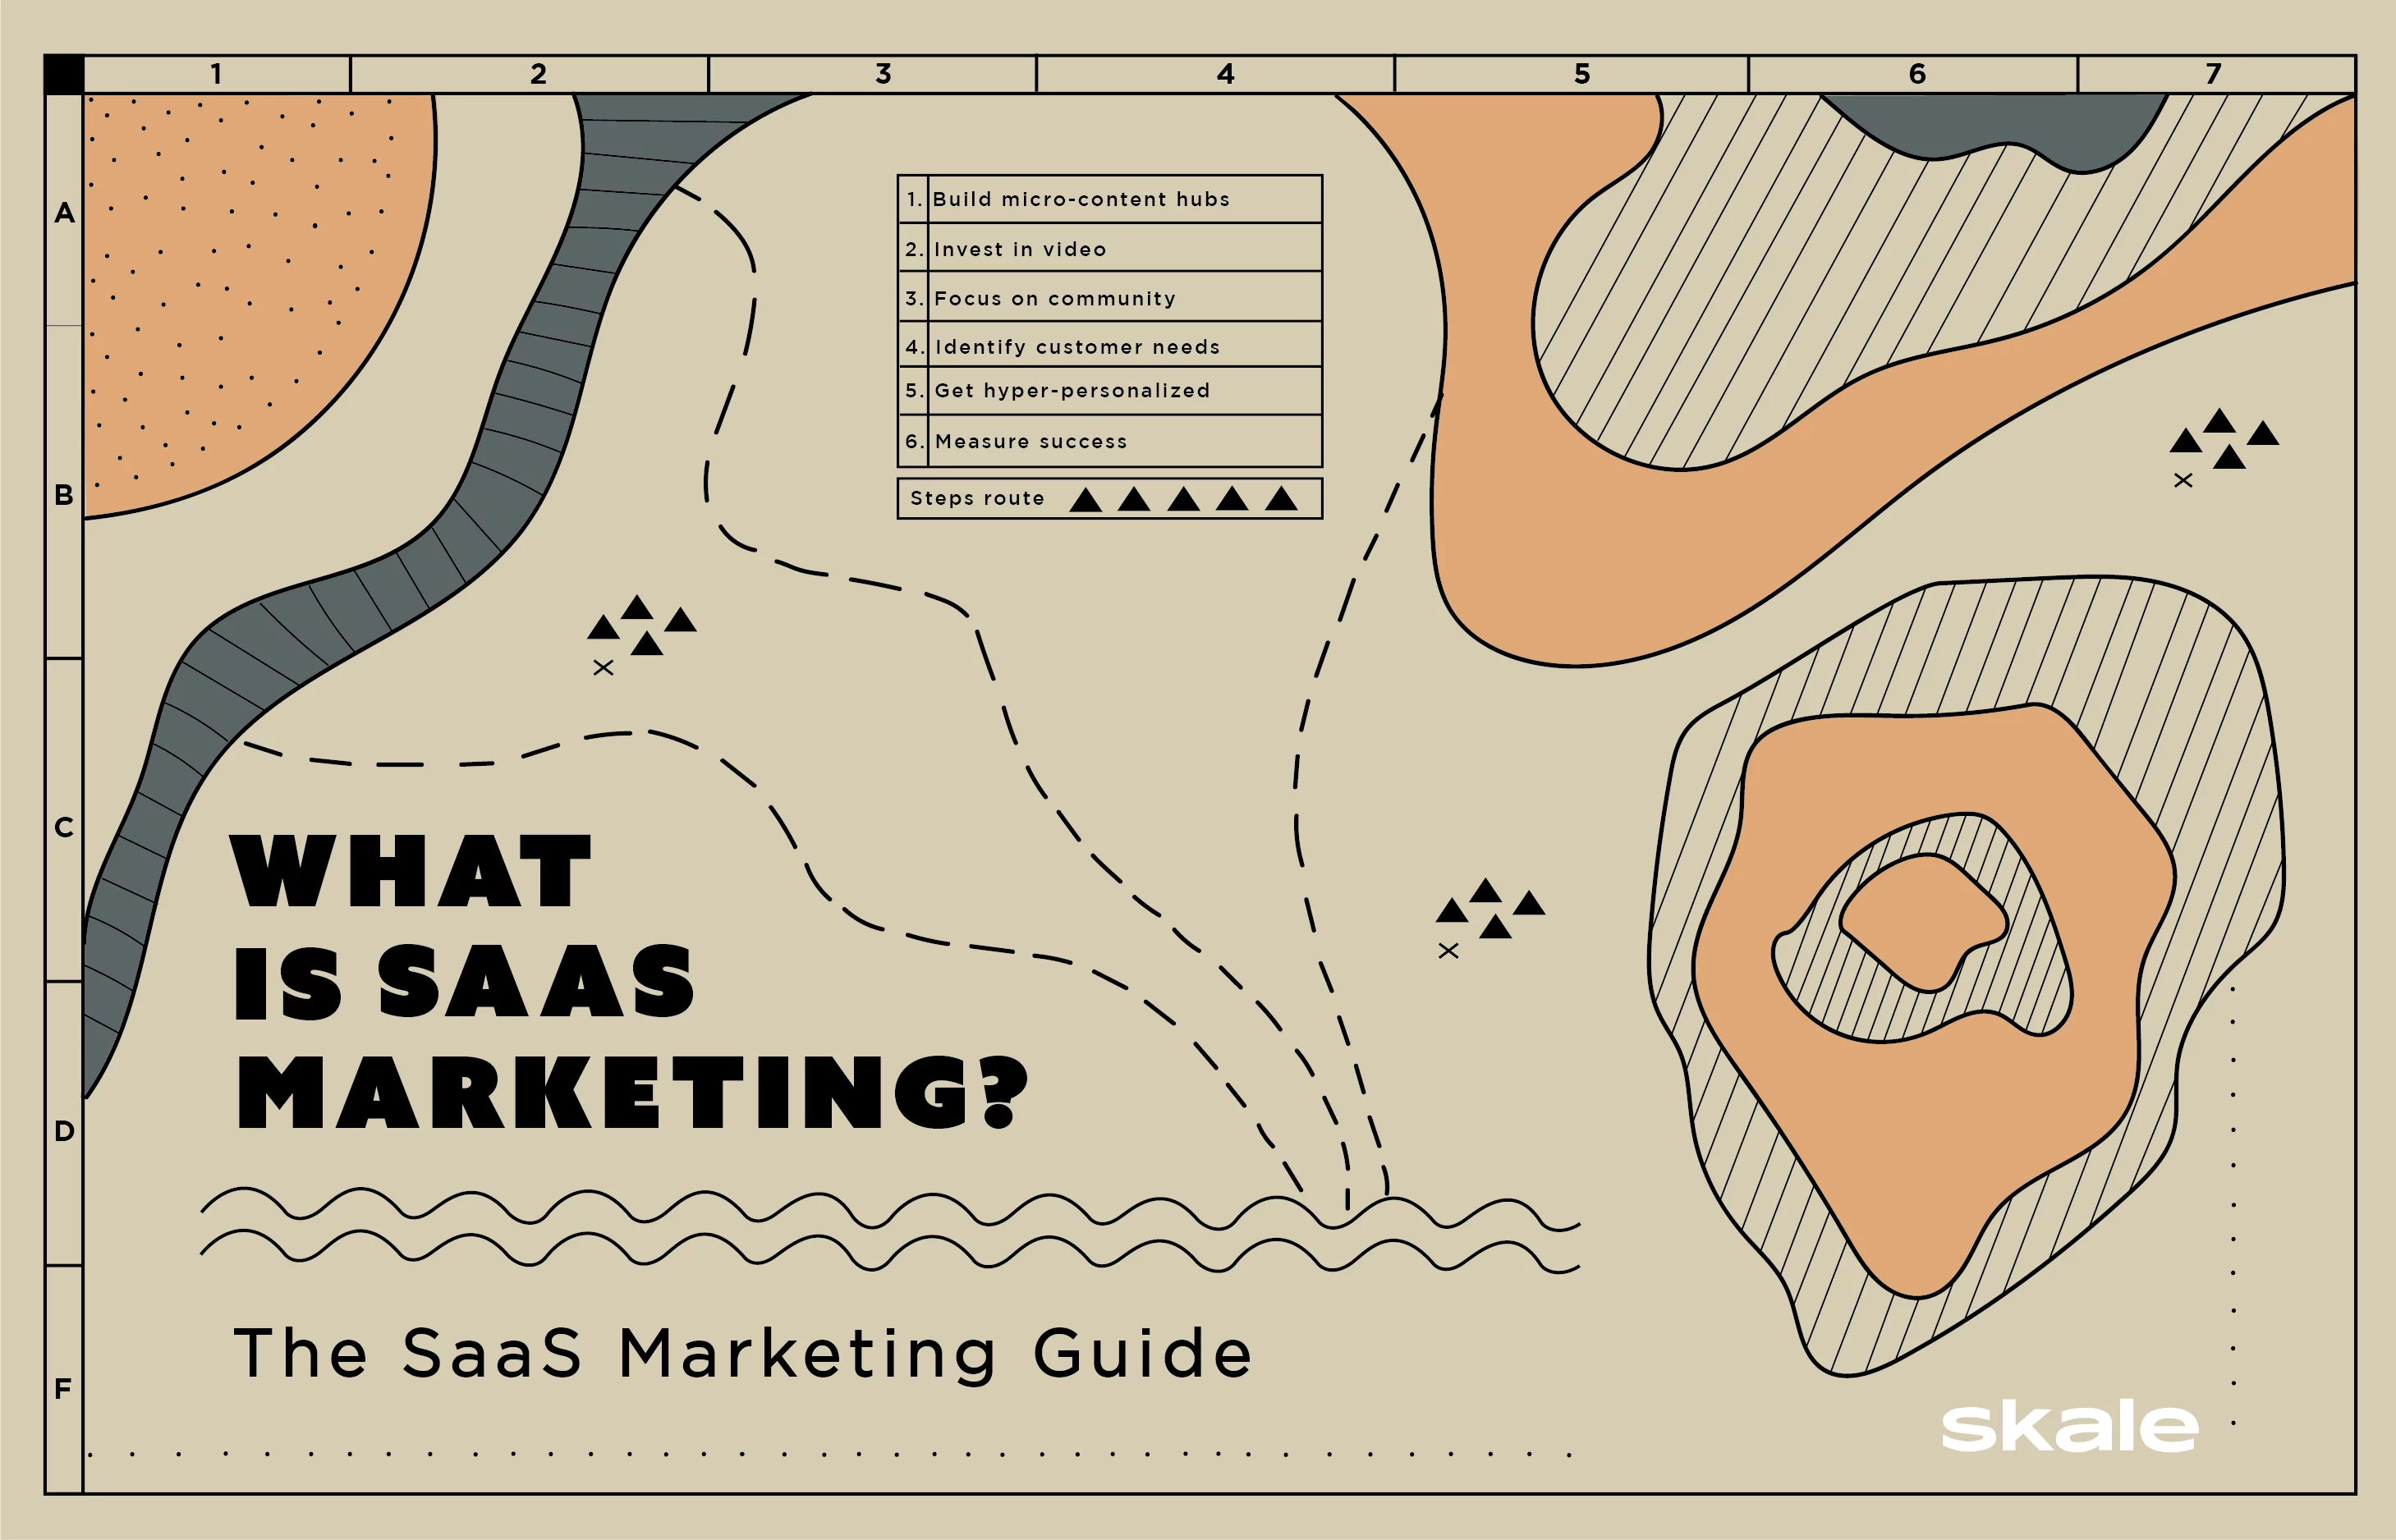 1 2 3 4 5 6 7
A
B
C
D
F
1. Build micro-content hubs
2. Invest in video
3. Focus on community
4. Identify customer needs
5. Get hyper-personalized
6. Measure success
Steps route
WHAT
IS SAAS
MARKETING?
The SaaS Marketing Guide
skale